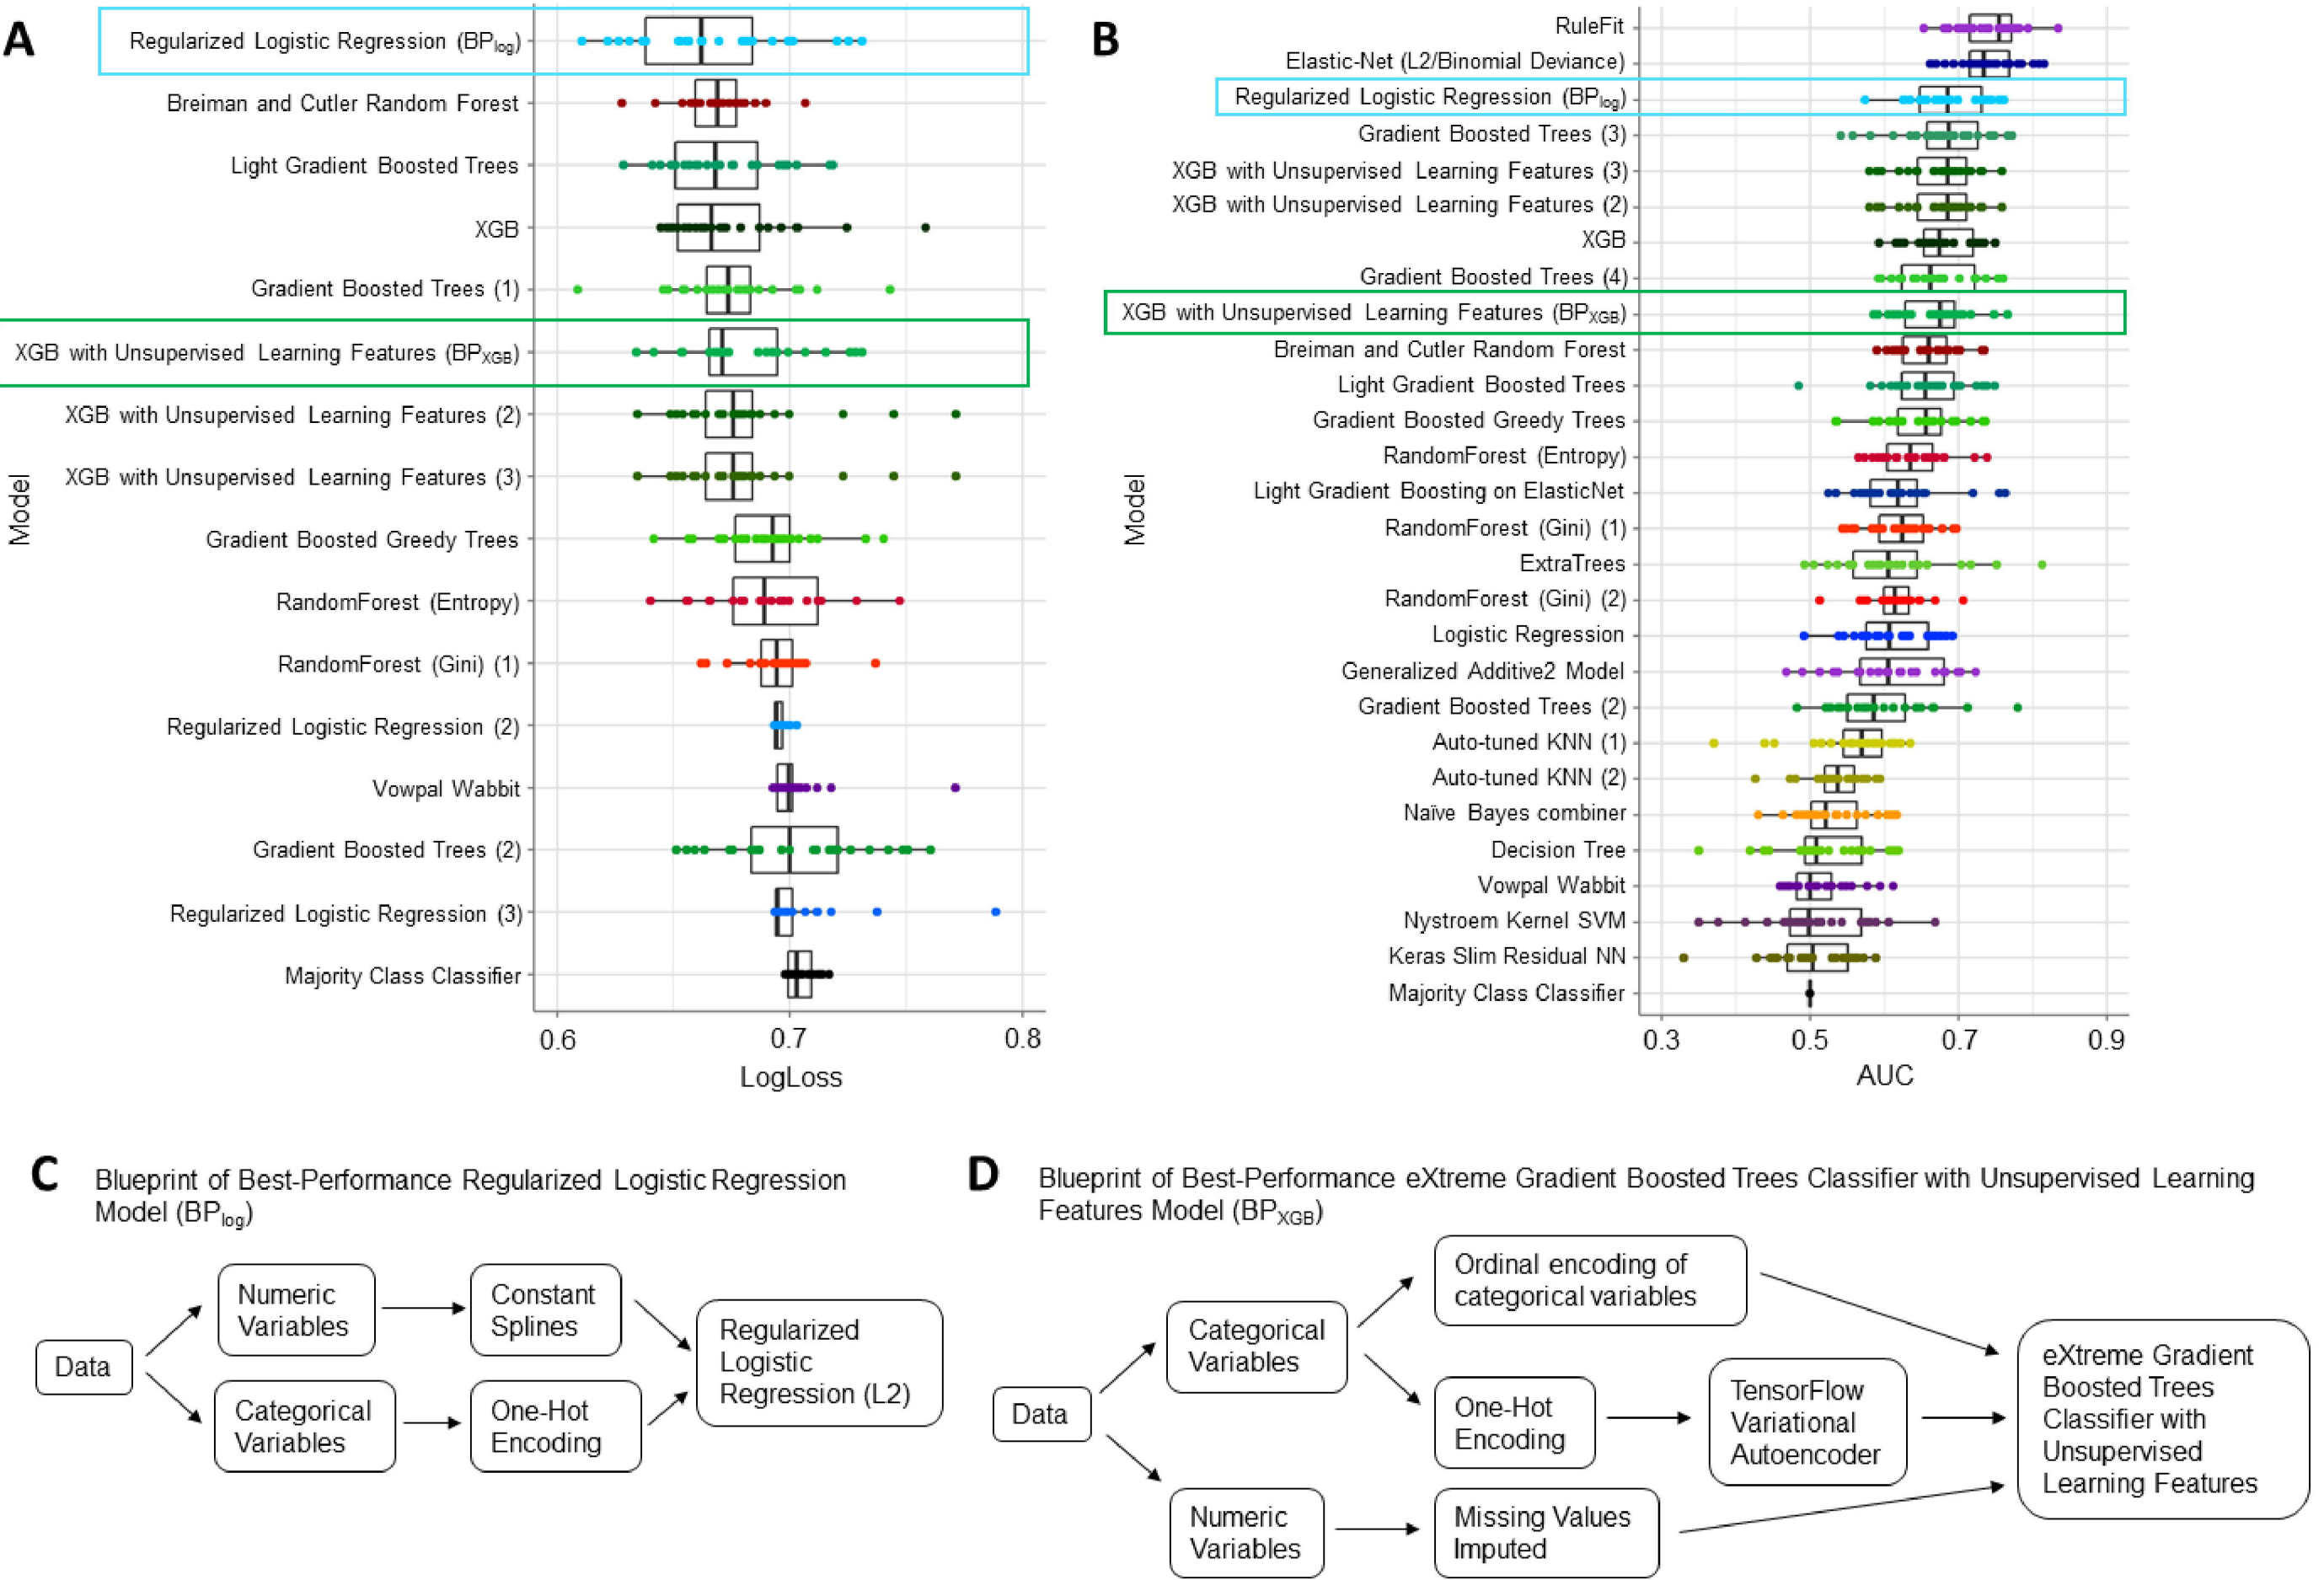 A
Regularized Logistic Regression (BPlog)
Breiman and Cutler Random Forest
Light Gradient Boosted Trees
XGB
Gradient Boosted Trees (1)
XGB with Unsupervised Learning Features (BPXGB)
XGB with Unsupervised Learning Features (2)
XGB with Unsupervised Learning Features (3)
Gradient Boosted Greedy Trees
RandomForest (Entropy)
RandomForest (Gini) (1)
Regularized Logistic Regression (2)
Vowpal Wabbit
Gradient Boosted Trees (2)
Regularized Logistic Regression (3)
Majority Class Classifier
Model
0.6 0.7 0.8
LogLoss
B
RuleFit
Elastic-Net (L2/Binomial Deviance)
Regularized Logistic Regression (BPlog)
Gradient Boosted Trees (3)
XGB with Unsupervised Learning Features (3)
XGB with Unsupervised Learning Features (2)
XGB
Gradient Boosted Trees (4)
XGB with Unsupervised Learning Features (BPXGB)
Breiman and Cutler Random Forest
Light Gradient Boosted Trees
Gradient Boosted Greedy Trees
RandomForest (Entropy)
Light Gradient Boosting on ElasticNet
RandomForest (Gini) (1)
ExtraTrees
RandomForest (Gini) (2)
Logistic Regression
Generalized Additive2 Model
Gradient Boosted Trees (2)
Auto-tuned KNN (1)
Auto-tuned KNN (2)
Naïve Bayes combiner
Decision Tree
Vowpal Wabbit
Nystroem Kernel SVM
Keras Slim Residual NN
Majority Class Classifier
Model
0.3 0.5 0.7 0.9
AUC
C
Blueprint of Best-Performance Regularized Logistic Regression
Model (BPlog)
Data
Numeric
Variables
Constant
Splines
Categorical
Variables
One-Hot
Encoding
Regularized
Logistic
Regression (L2)
D
Blueprint of Best-Performance eXtreme Gradient Boosted Trees Classifier with Unsupervised Learning
Features Model (BPXGB)
Data
Categorical
Variables
Ordinal encoding of
categorical variables
One-Hot
Encoding
TensorFlow
Variational
Autoencoder
Numeric
Variables
Missing Values
Imputed
eXtreme Gradient
Boosted Trees
Classifier with
Unsupervised
Learning Features